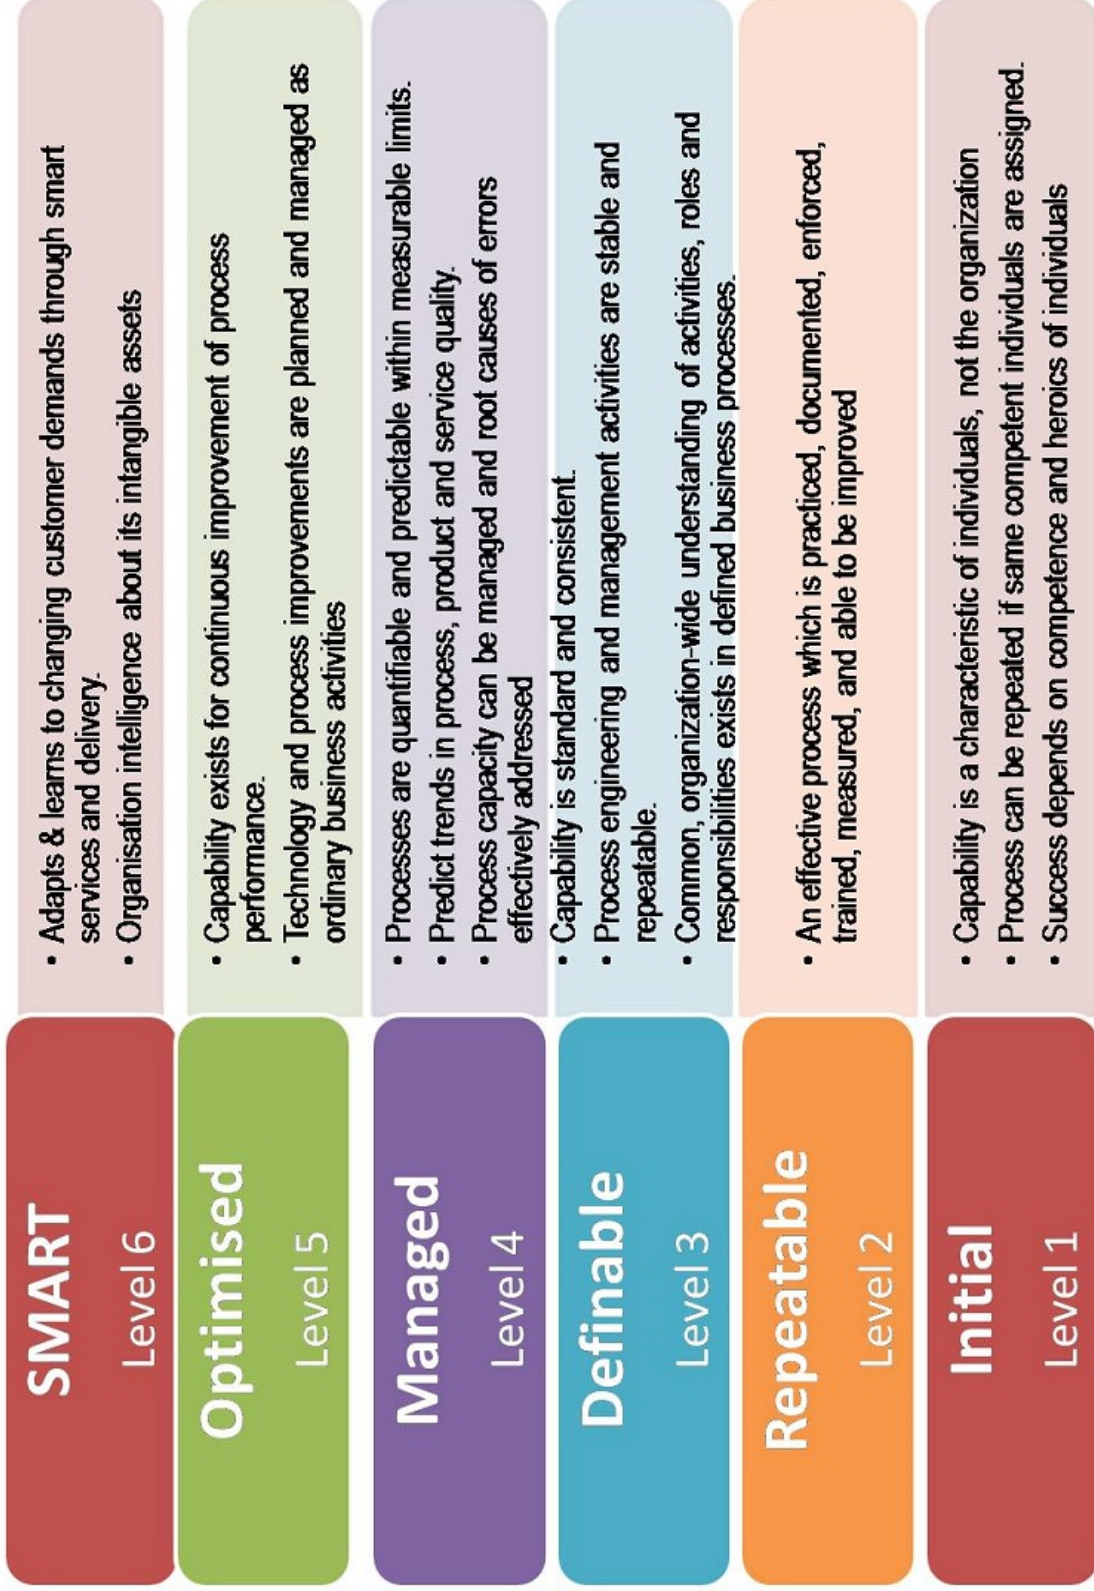 SMART
Level 6
• Adapts & learns to changing customer demands through smart
services and delivery.
• Organisation intelligence about its intangible assets
Optimised
Level 5
• Capability exists for continuous improvement of process
performance.
• Technology and process improvements are planned and managed as
ordinary business activities
Managed
Level 4
• Processes are quantifiable and predictable within measurable limits.
• Predict trends in process, product and service quality.
• Process capacity can be managed and root causes of errors
effectively addressed
Definable
Level 3
• Capability is standard and consistent.
• Process engineering and management activities are stable and
repeatable.
• Common, organization-wide understanding of activities, roles and
responsibilities exists in defined business processes.
Repeatable
Level 2
• An effective process which is practiced, documented, enforced,
trained, measured, and able to be improved
Initial
Level 1
• Capability is a characteristic of individuals, not the organization
• Process can be repeated if same competent individuals are assigned.
• Success depends on competence and heroics of individuals